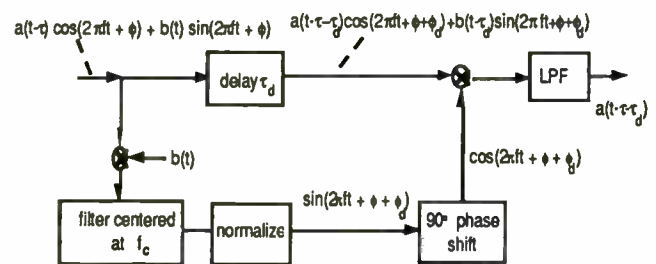 a(t-τ) cos(2πft + ϕ) + b(t) sin(2πft + ϕ)
a(t-τ-τd)cos(2πft+ϕ+ϕd)+b(t-τd)sin(2πft+ϕ+ϕd)
delay τd
LPF
a(t-τ-τd)
b(t)
cos(2πft + ϕ + ϕd)
filter centered
at fc
normalize
sin(2πft + ϕ + ϕd)
90° phase
shift